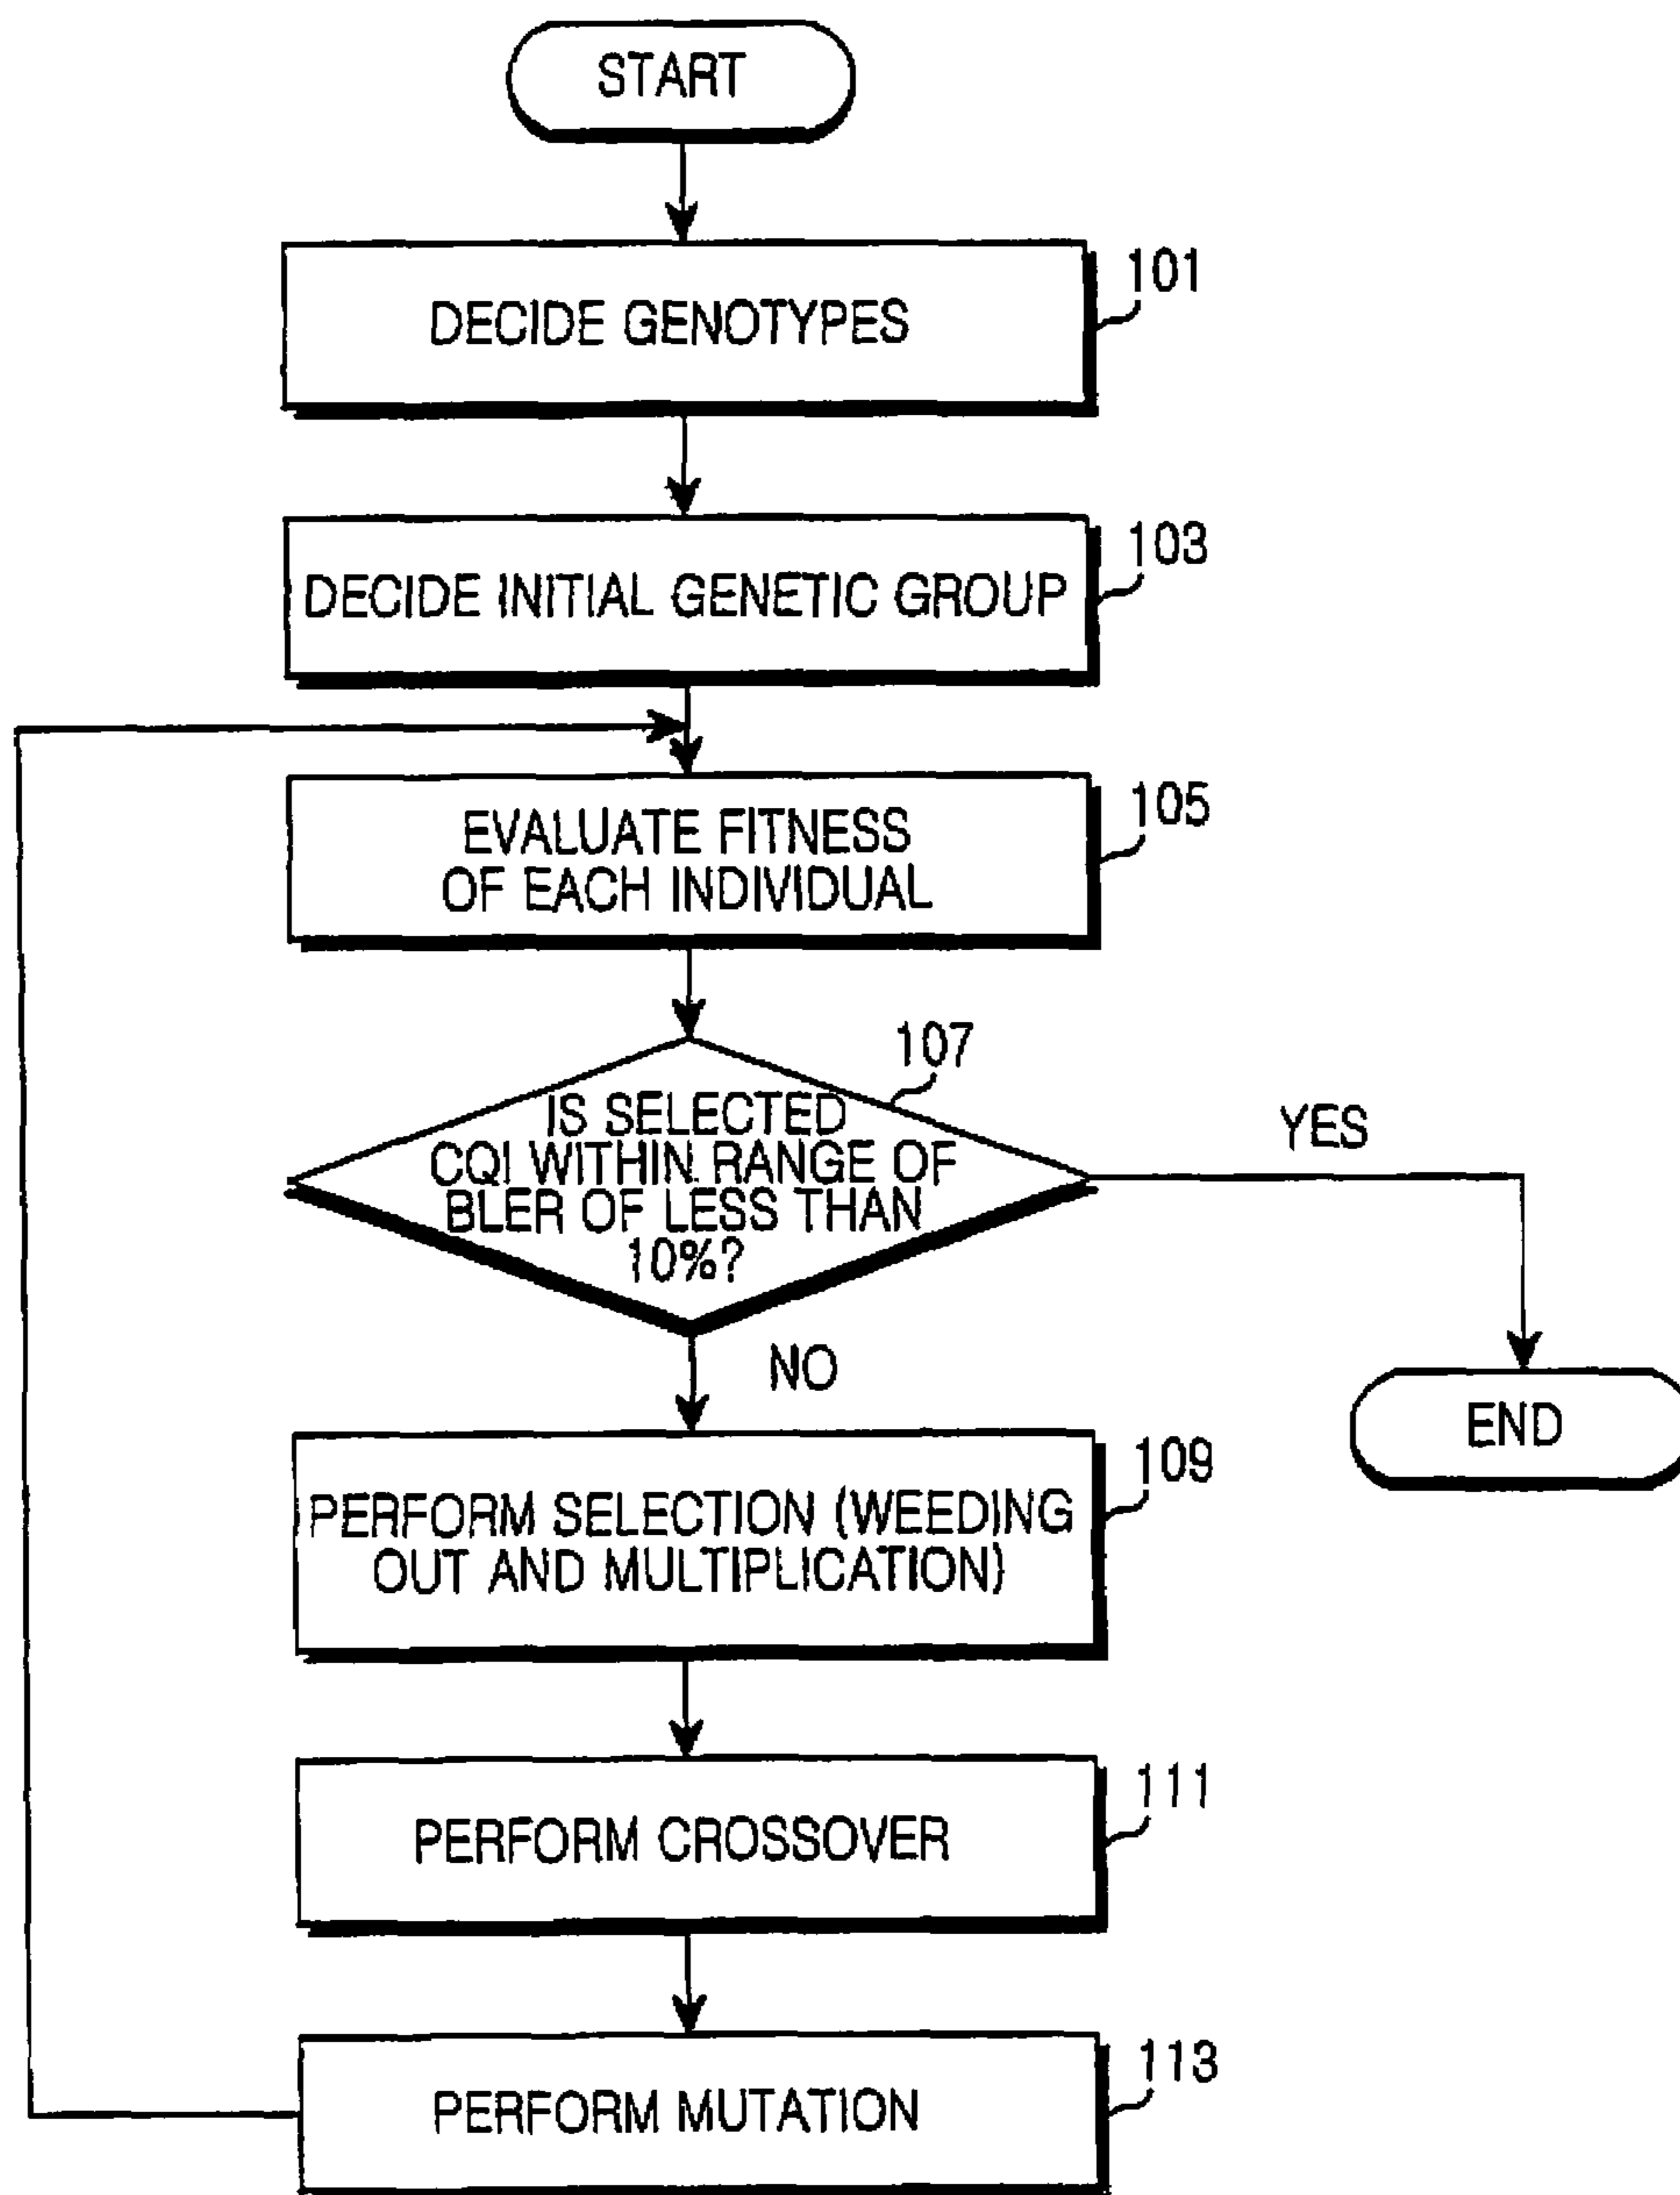 START
DECIDE GENOTYPES
101
DECIDE INITIAL GENETIC GROUP
103
EVALUATE FITNESS
OF EACH INDIVIDUAL
105
107
IS SELECTED
CQI WITHIN RANGE OF
BLER OF LESS THAN
10%?
YES
NO
END
PERFORM SELECTION (WEEDING
OUT AND MULTIPLICATION)
109
PERFORM CROSSOVER
111
PERFORM MUTATION
113